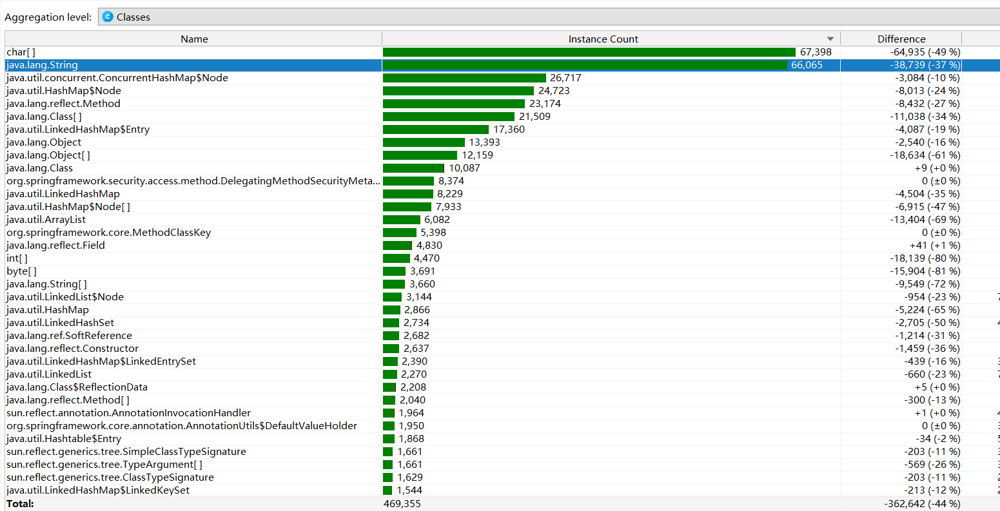 Aggregation level: C Classes
Name Instance Count Difference
char[ ] 67,398 -64,935 (-49 %)
java.lang.String 66,065 -38,739 (-37 %)
java.util.concurrent.ConcurrentHashMap$Node 26,717 -3,084 (-10 %)
java.util.HashMap$Node 24,723 -8,013 (-24 %)
java.lang.reflect.Method 23,174 -8,432 (-27 %)
java.lang.Class[ ] 21,509 -11,038 (-34 %)
java.util.LinkedHashMap$Entry 17,360 -4,087 (-19 %)
java.lang.Object 13,393 -2,540 (-16 %)
java.lang.Object[ ] 12,159 -18,634 (-61 %)
java.lang.Class 10,087 +9 (+0 %)
org.springframework.security.access.method.DelegatingMethodSecurityMeta... 8,374 0 (±0 %)
java.util.LinkedHashMap 8,229 -4,504 (-35 %)
java.util.HashMap$Node[ ] 7,933 -6,915 (-47 %)
java.util.ArrayList 6,082 -13,404 (-69 %)
org.springframework.core.MethodClassKey 5,398 0 (±0 %)
java.lang.reflect.Field 4,830 +41 (+1 %)
int[ ] 4,470 -18,139 (-80 %)
byte[ ] 3,691 -15,904 (-81 %)
java.lang.String[ ] 3,660 -9,549 (-72 %)
java.util.LinkedList$Node 3,144 -954 (-23 %)
java.util.HashMap 2,866 -5,224 (-65 %)
java.util.LinkedHashSet 2,734 -2,705 (-50 %)
java.lang.ref.SoftReference 2,682 -1,214 (-31 %)
java.lang.reflect.Constructor 2,637 -1,459 (-36 %)
java.util.LinkedHashMap$LinkedEntrySet 2,390 -439 (-16 %)
java.util.LinkedList 2,270 -660 (-23 %)
java.lang.Class$ReflectionData 2,208 +5 (+0 %)
java.lang.reflect.Method[ ] 2,040 -300 (-13 %)
sun.reflect.annotation.AnnotationInvocationHandler 1,964 +1 (+0 %)
org.springframework.core.annotation.AnnotationUtils$DefaultValueHolder 1,950 0 (±0 %)
java.util.Hashtable$Entry 1,868 -34 (-2 %)
sun.reflect.generics.tree.SimpleClassTypeSignature 1,661 -203 (-11 %)
sun.reflect.generics.tree.TypeArgument[ ] 1,661 -569 (-26 %)
sun.reflect.generics.tree.ClassTypeSignature 1,629 -203 (-11 %)
java.util.LinkedHashMap$LinkedKeySet 1,544 -213 (-12 %)
Total: 469,355 -362,642 (-44 %)